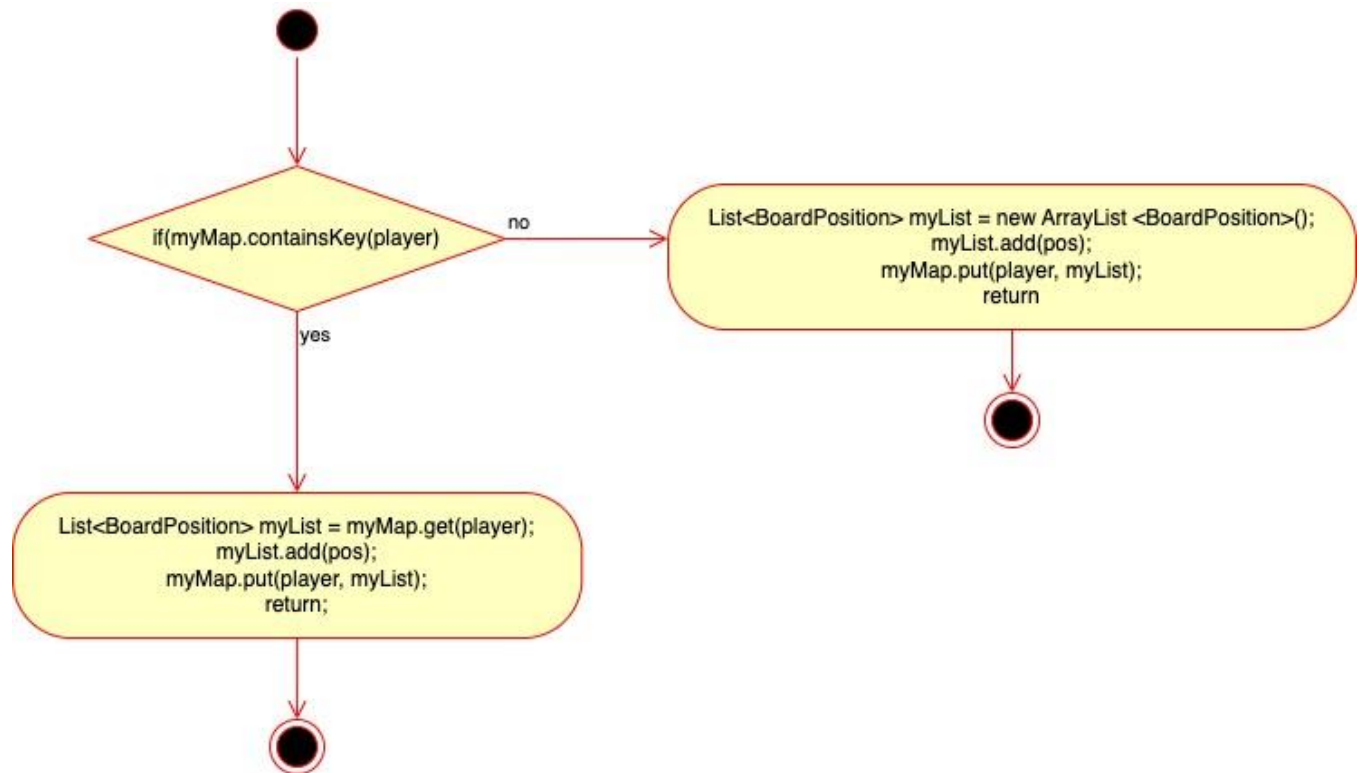 if(myMap.containsKey(player)
no
List<BoardPosition> myList = new ArrayList <BoardPosition>();
myList.add(pos);
myMap.put(player, myList);
return
yes
List<BoardPosition> myList = myMap.get(player);
myList.add(pos);
myMap.put(player, myList);
return;